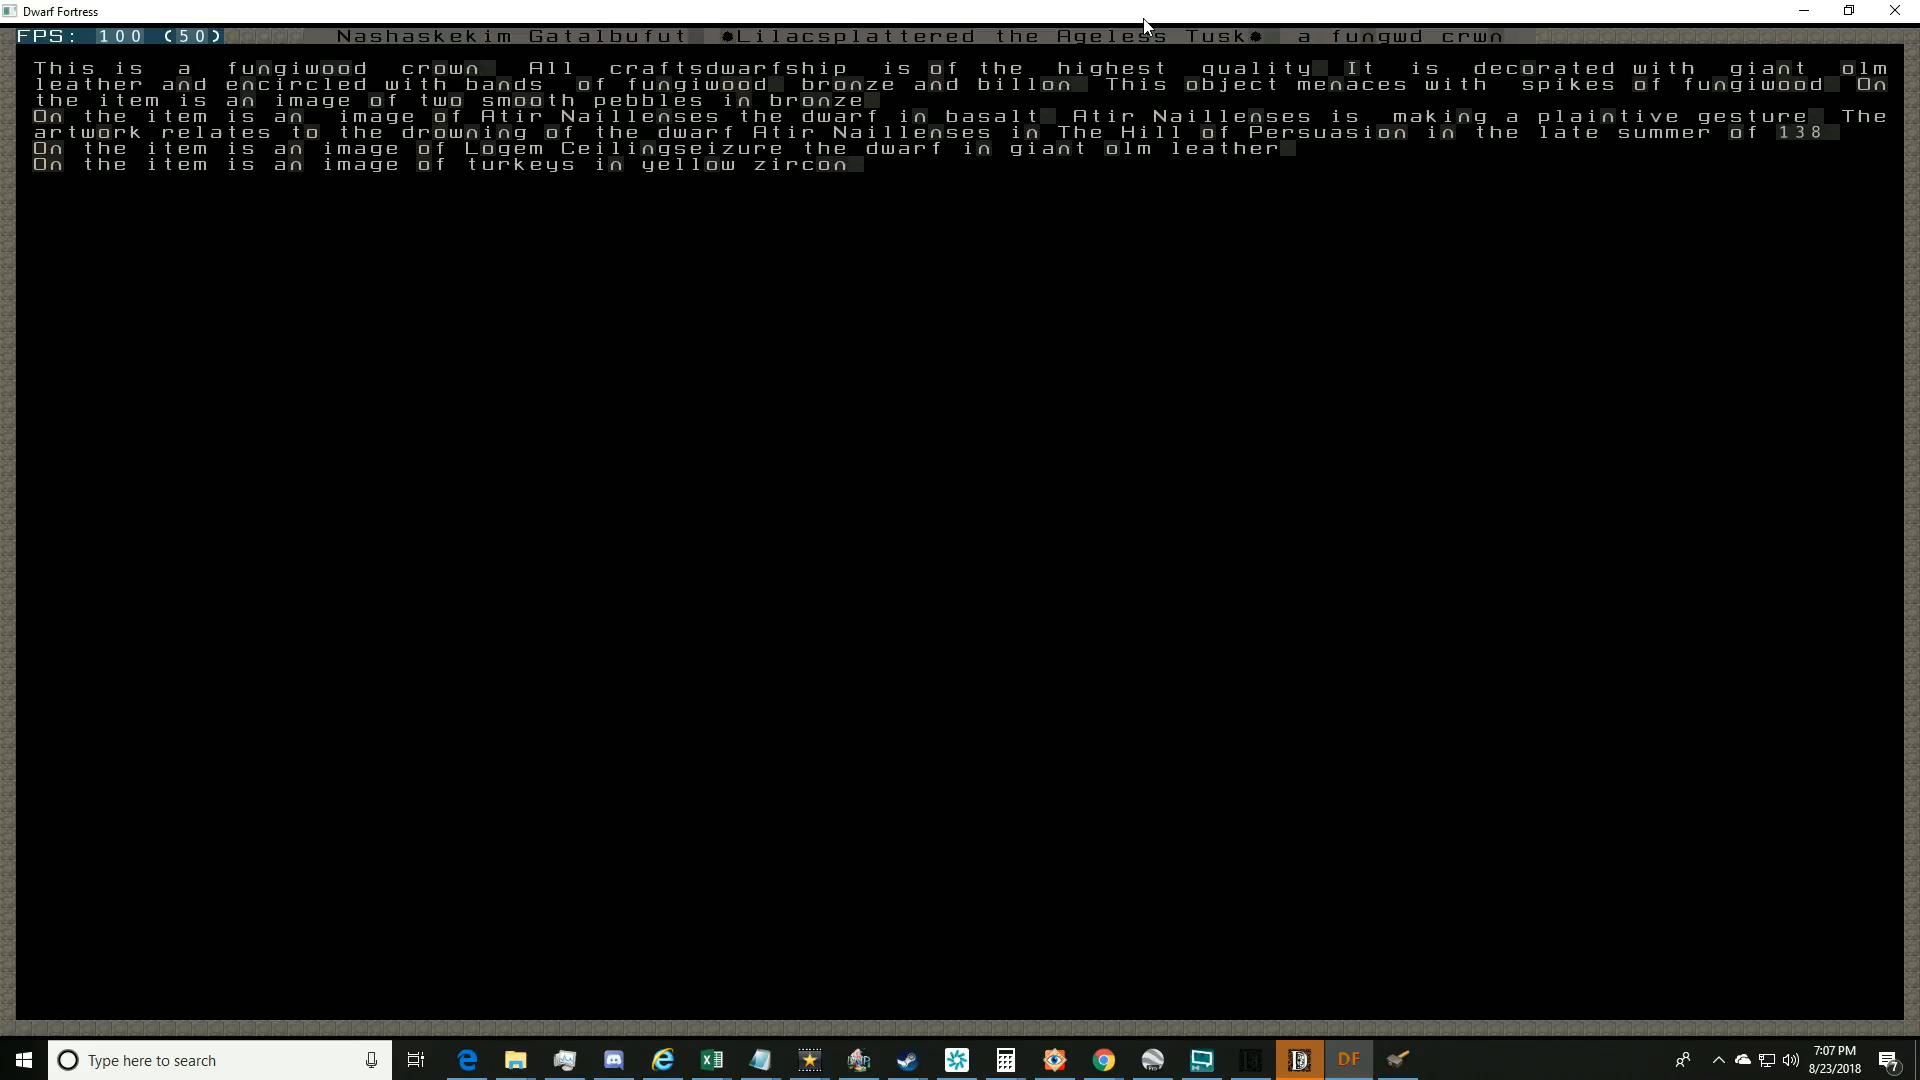 Dwarf Fortress
FPS: 100 (50) Nashaskekim Gatalbufut ●Lilacsplattered the Ageless Tusk● a fungwd crwn
This is a fungiwood crown All craftsdwarfship is of the highest quality It is decorated with giant olm
leather and encircled with bands of fungiwood bronze and billon This object menaces with spikes of fungiwood On
the item is an image of two smooth pebbles in bronze
On the item is an image of Atir Naillenses the dwarf in basalt Atir Naillenses is making a plaintive gesture The
artwork relates to the drowning of the dwarf Atir Naillenses in The Hill of Persuasion in the late summer of 138
On the item is an image of Logem Ceilingseizure the dwarf in giant olm leather
On the item is an image of turkeys in yellow zircon
Type here to search
DF
7:07 PM
8/23/2018
7